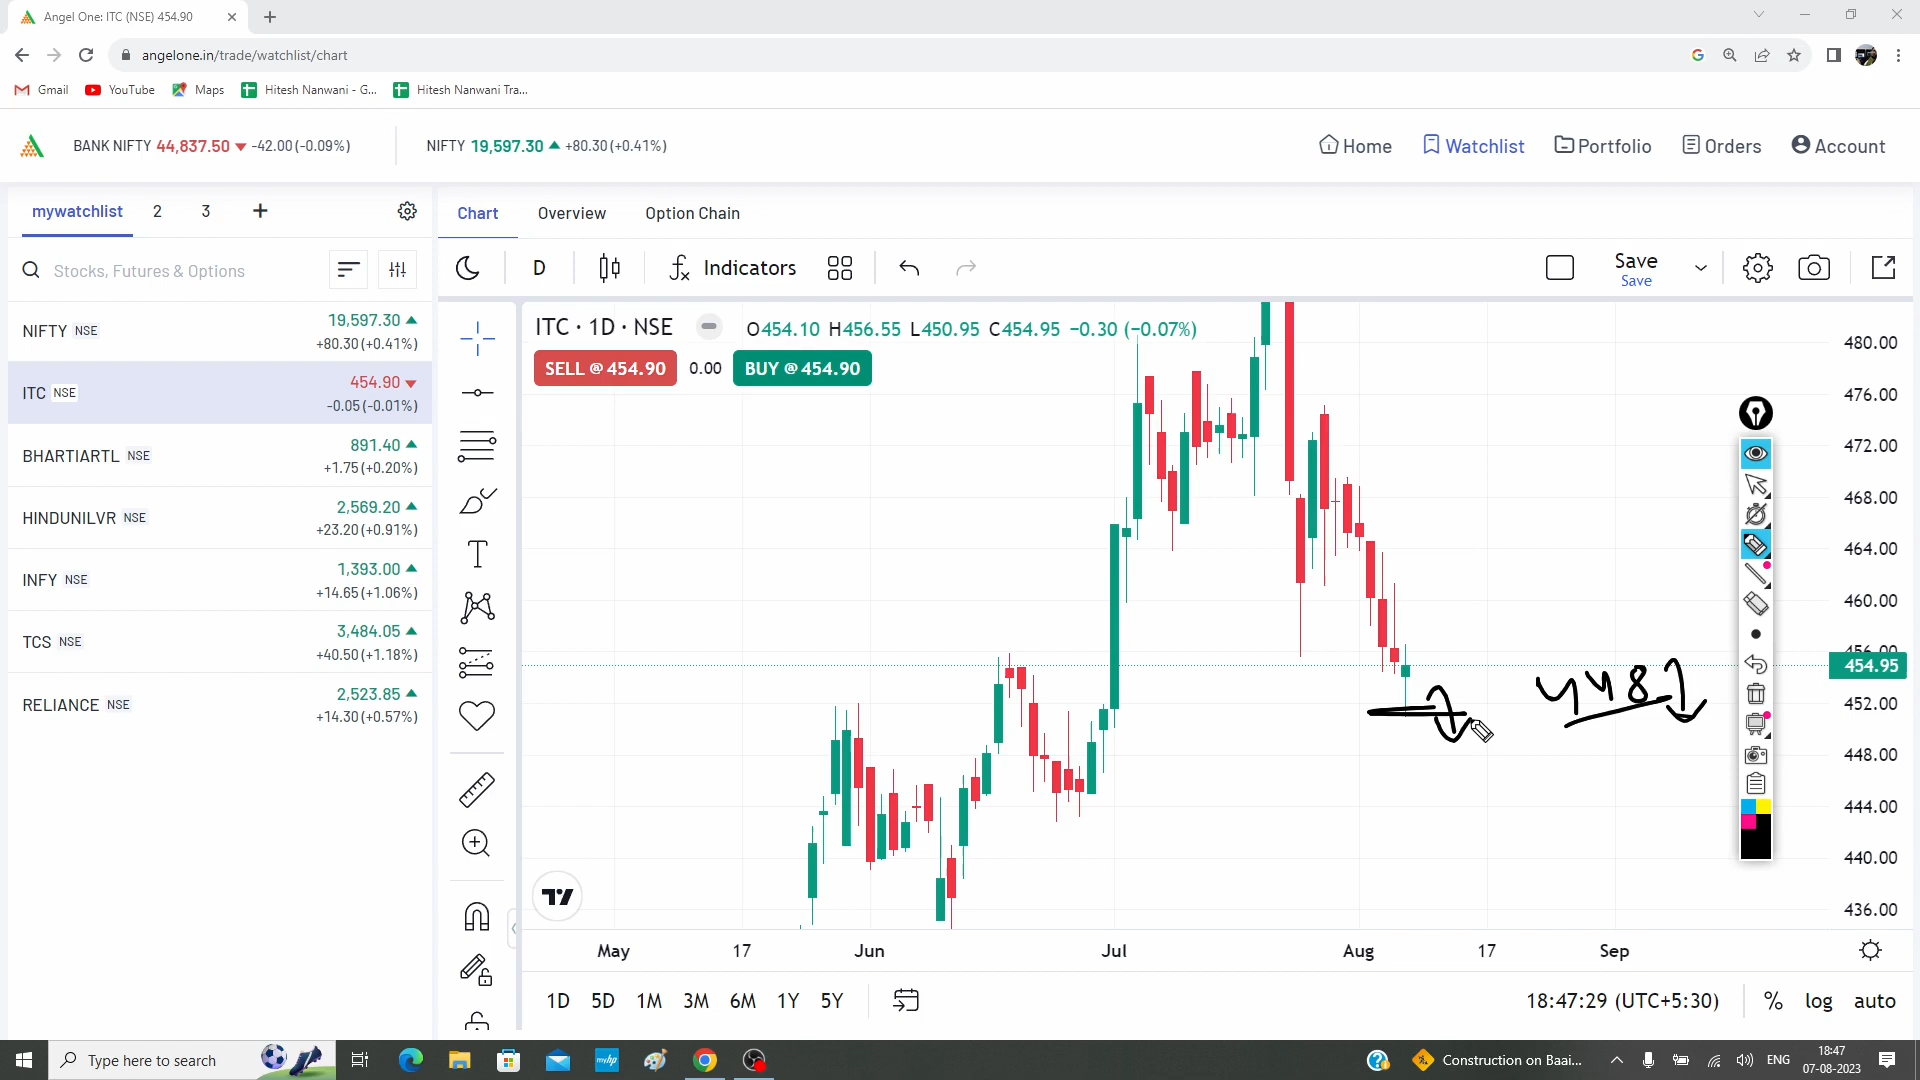 Angel One: ITC (NSE) 454.90
angelone.in/trade/watchlist/chart
Gmail YouTube Maps Hitesh Nanwani - G... Hitesh Nanwani Tra...
BANK NIFTY 44,837.50 -42.00 (-0.09%) NIFTY 19,597.30 +80.30 (+0.41%) Home Watchlist Portfolio Orders Account
mywatchlist 2 3 +
Stocks, Futures & Options
NIFTY NSE 19,597.30
+80.30 (+0.41%)
ITC NSE 454.90
-0.05 (-0.01%)
BHARTIARTL NSE 891.40
+1.75 (+0.20%)
HINDUNILVR NSE 2,569.20
+23.20 (+0.91%)
INFY NSE 1,393.00
+14.65 (+1.06%)
TCS NSE 3,484.05
+40.50 (+1.18%)
RELIANCE NSE 2,523.85
+14.30 (+0.57%)
Chart Overview Option Chain
D Indicators Save
Save
ITC · 1D · NSE O454.10 H456.55 L450.95 C454.95 −0.30 (−0.07%)
SELL @ 454.90 0.00 BUY @ 454.90
480.00
476.00
472.00
468.00
464.00
460.00
456.00
454.95
452.00
448.00
444.00
440.00
436.00
448
May 17 Jun Jul Aug 17 Sep
1D 5D 1M 3M 6M 1Y 5Y 18:47:29 (UTC+5:30) % log auto
Type here to search Construction on Baai... ENG 18:47
07-08-2023